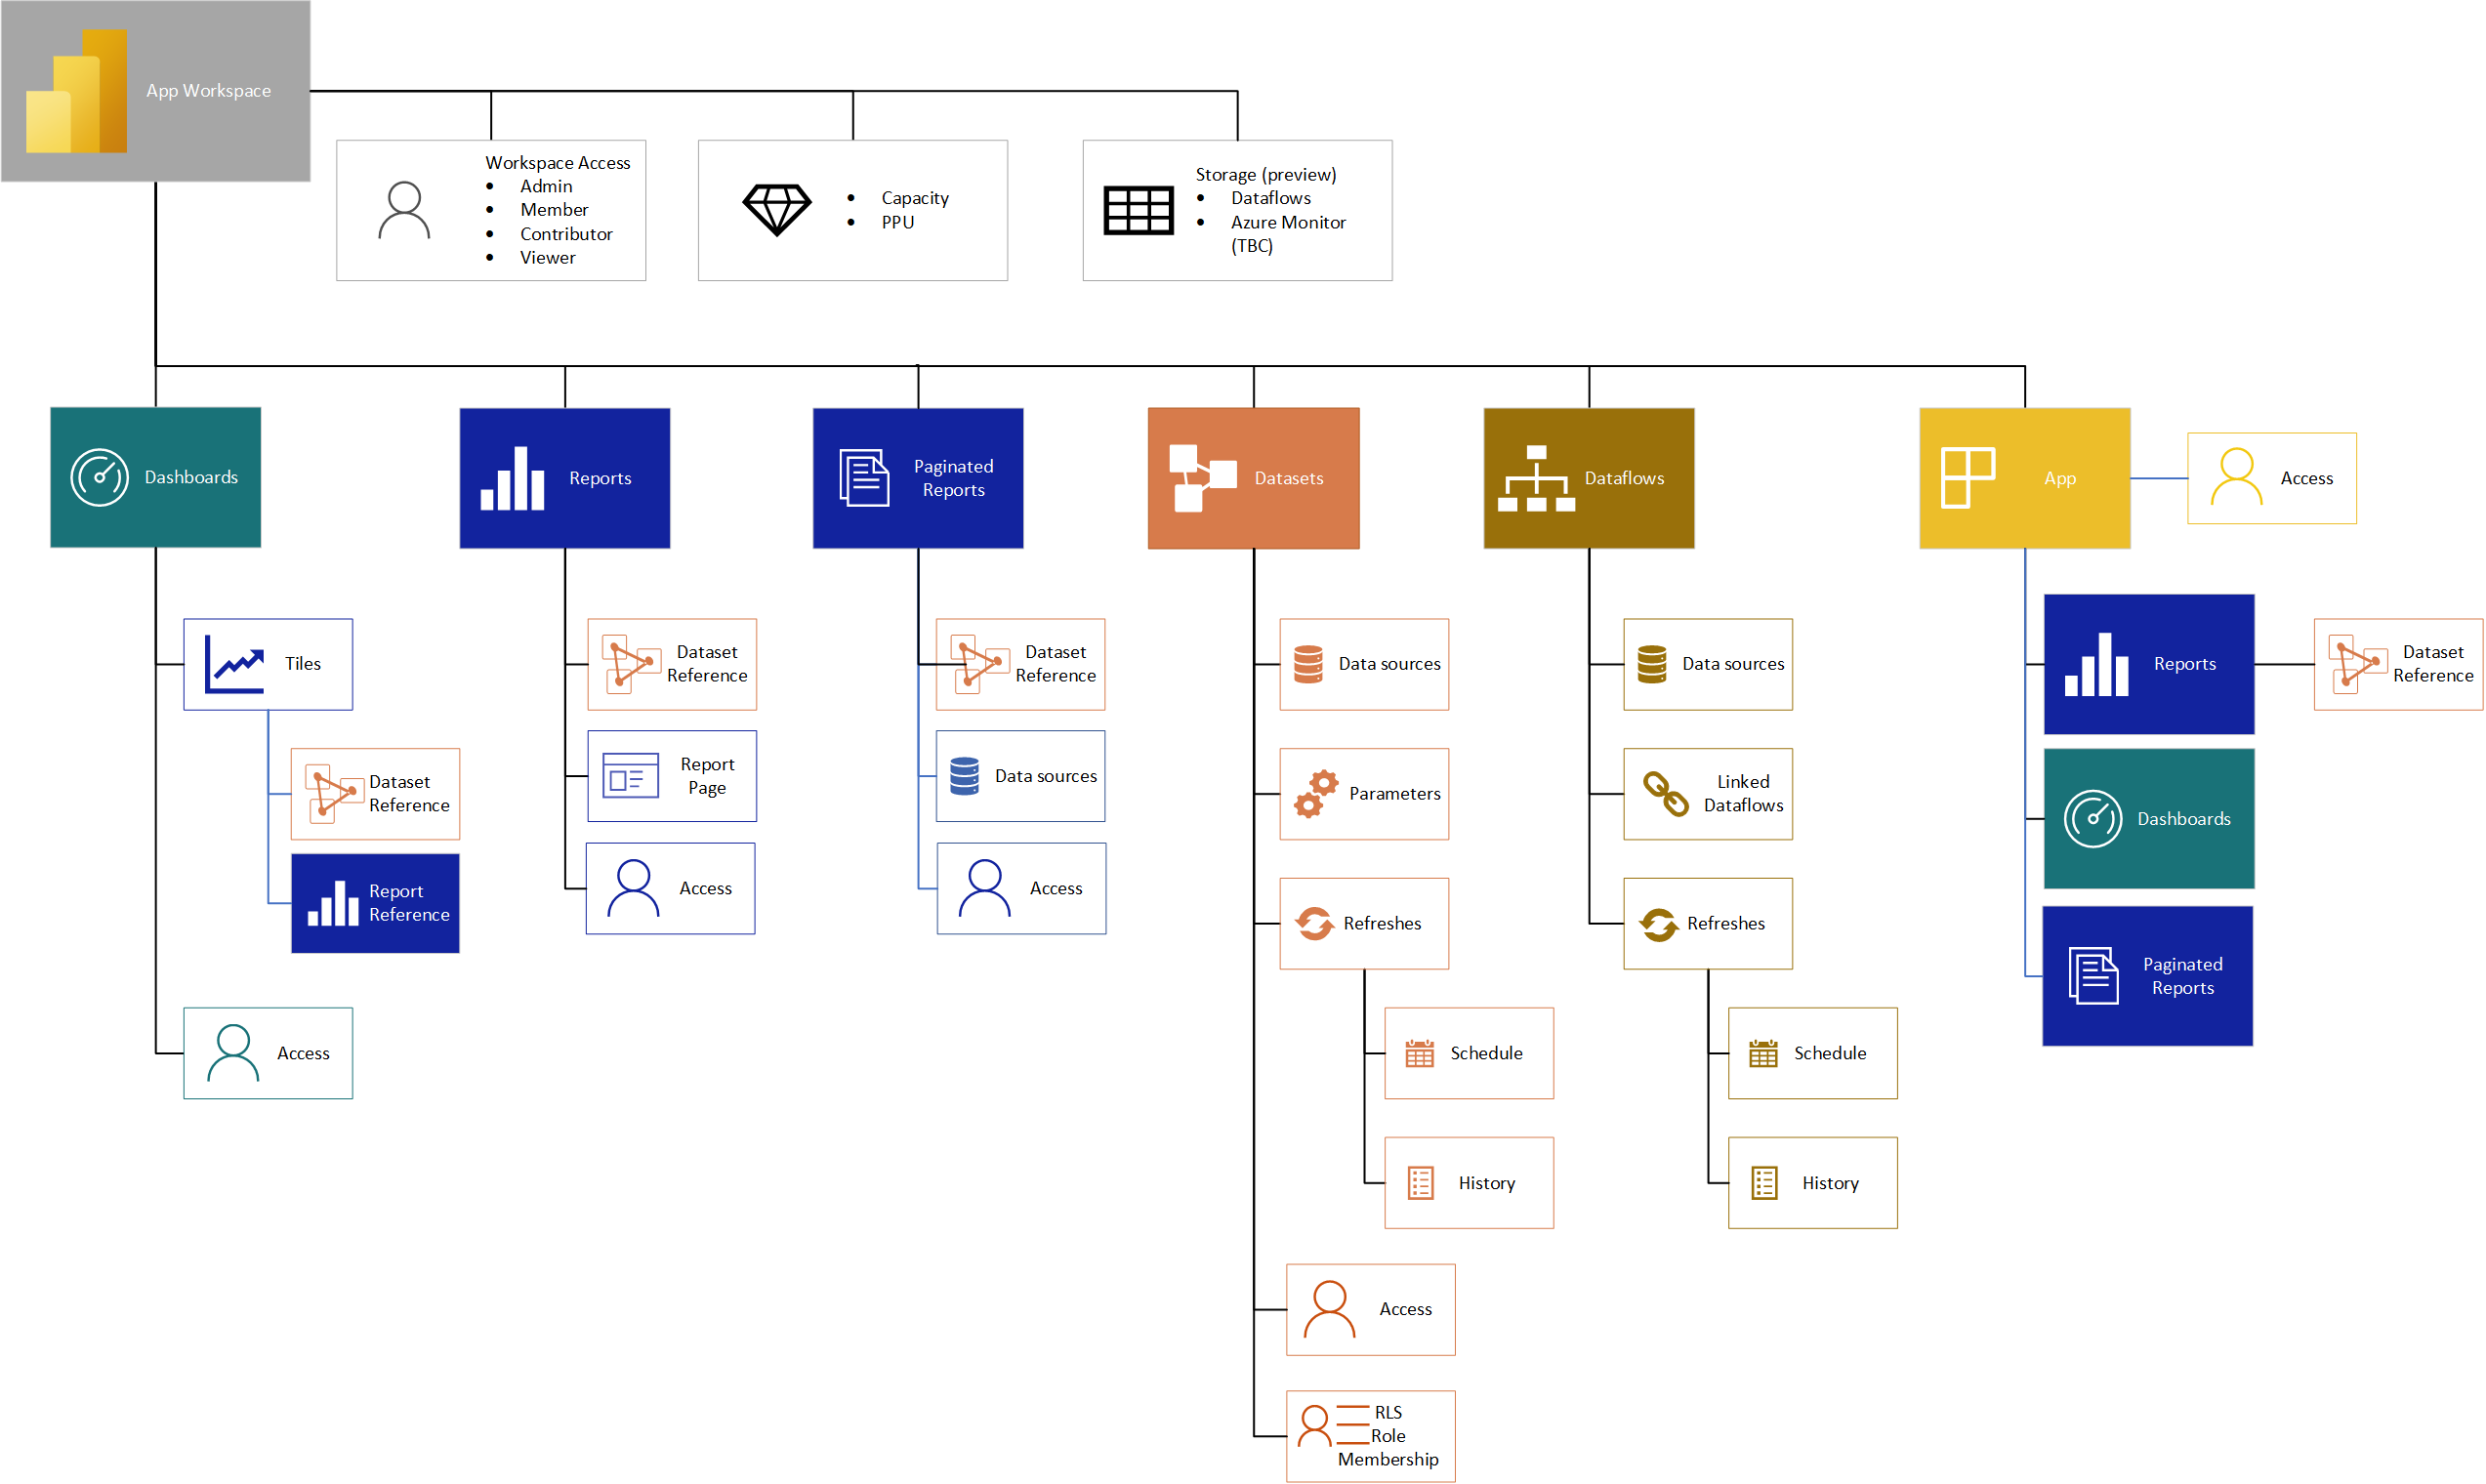 App Workspace
Workspace Access
• Admin
• Member
• Contributor
• Viewer
• Capacity
• PPU
Storage (preview)
• Dataflows
• Azure Monitor
(TBC)
Dashboards
Reports
Paginated
Reports
Datasets
Dataflows
App
Access
Tiles
Dataset
Reference
Report
Reference
Access
Dataset
Reference
Report
Page
Access
Dataset
Reference
Data sources
Access
Data sources
Parameters
Refreshes
Schedule
History
Access
RLS
Role
Membership
Data sources
Linked
Dataflows
Refreshes
Schedule
History
Reports
Dataset
Reference
Dashboards
Paginated
Reports